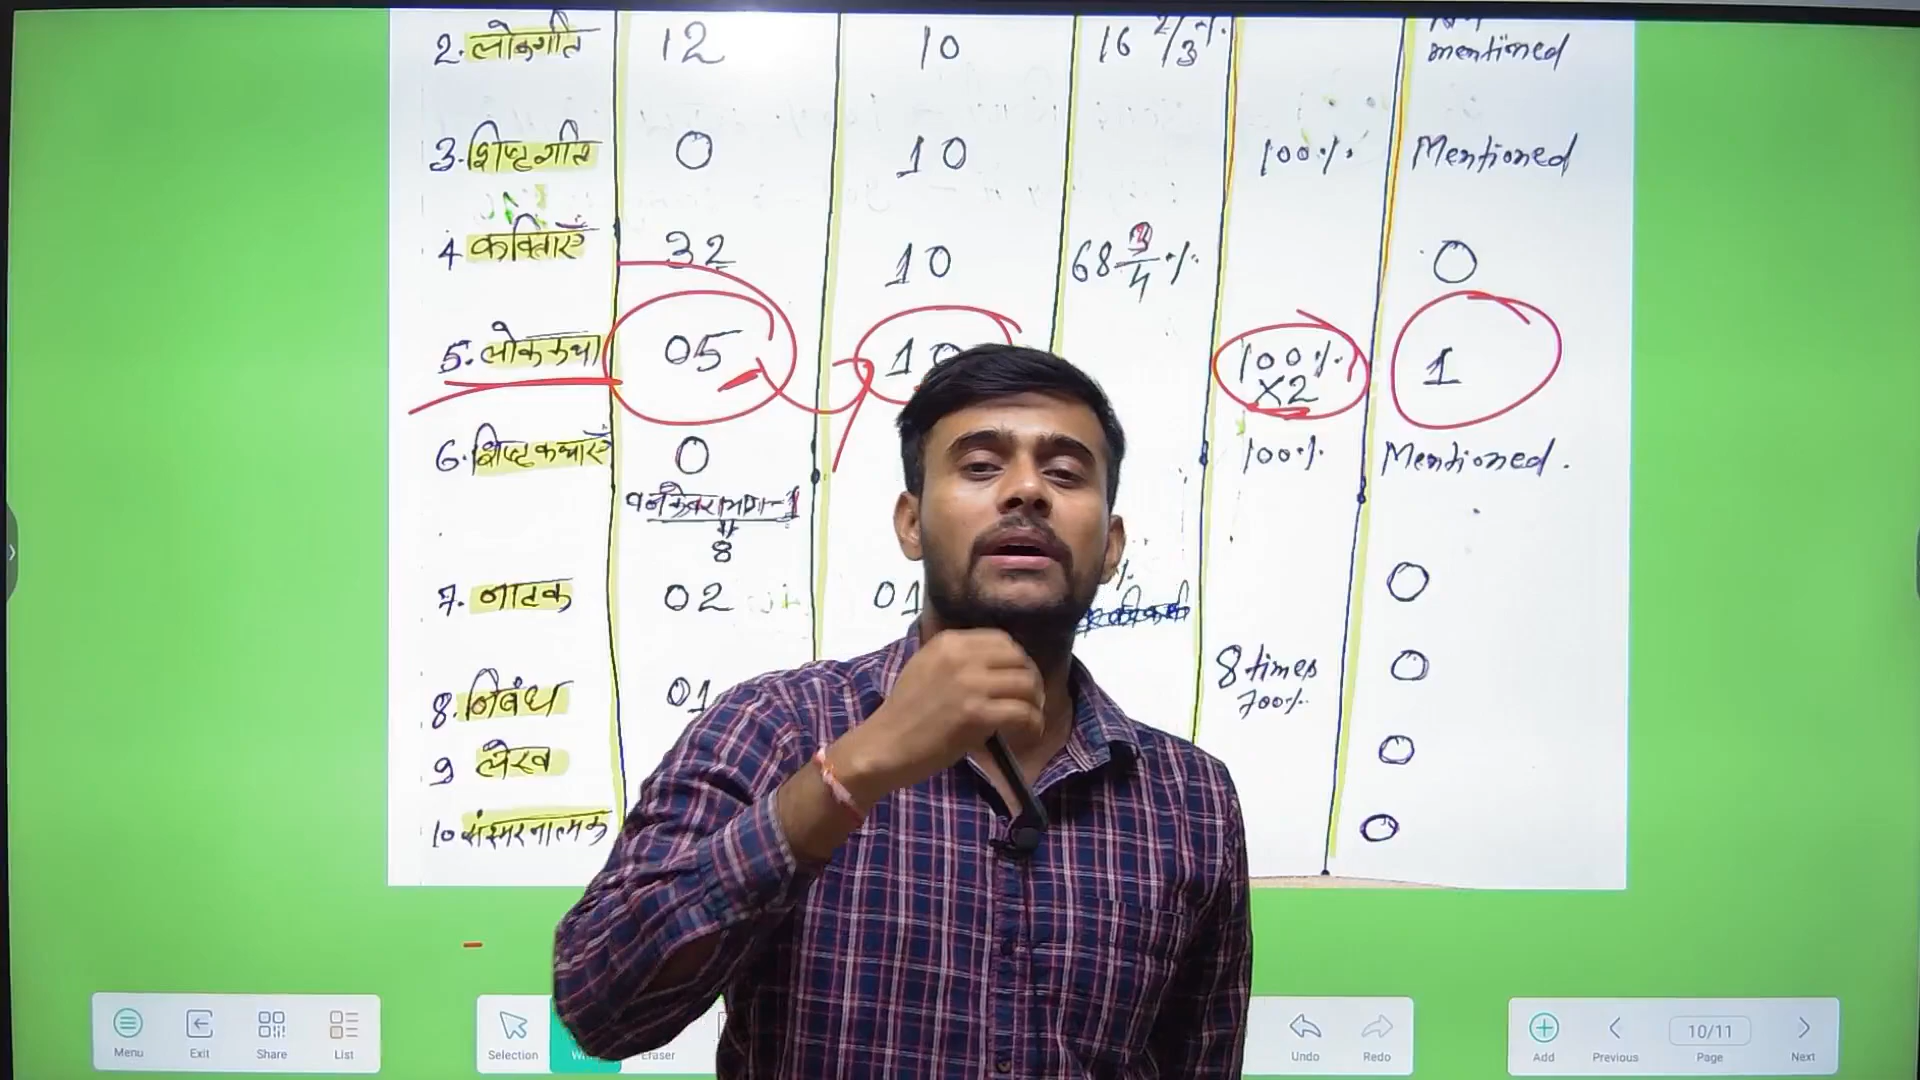 2. लोकगीत 12 10 16 2/3 %. mentioned
3. शिष्टगीत 0 10 100% Mentioned
4 कविताएँ 32 10 68 3/4 % 0
5. लोककथा 05 10 100% X2 1
6. शिष्टकथाएँ 0 100% Mentioned.
8
7. नाटक 02 01 % 0
8. निबंध 01 8 times 700% 0
9 लेख 0
10 संस्मरनात्मक 0
Menu Exit Share List Selection Eraser Undo Redo Add Previous 10/11 Page Next